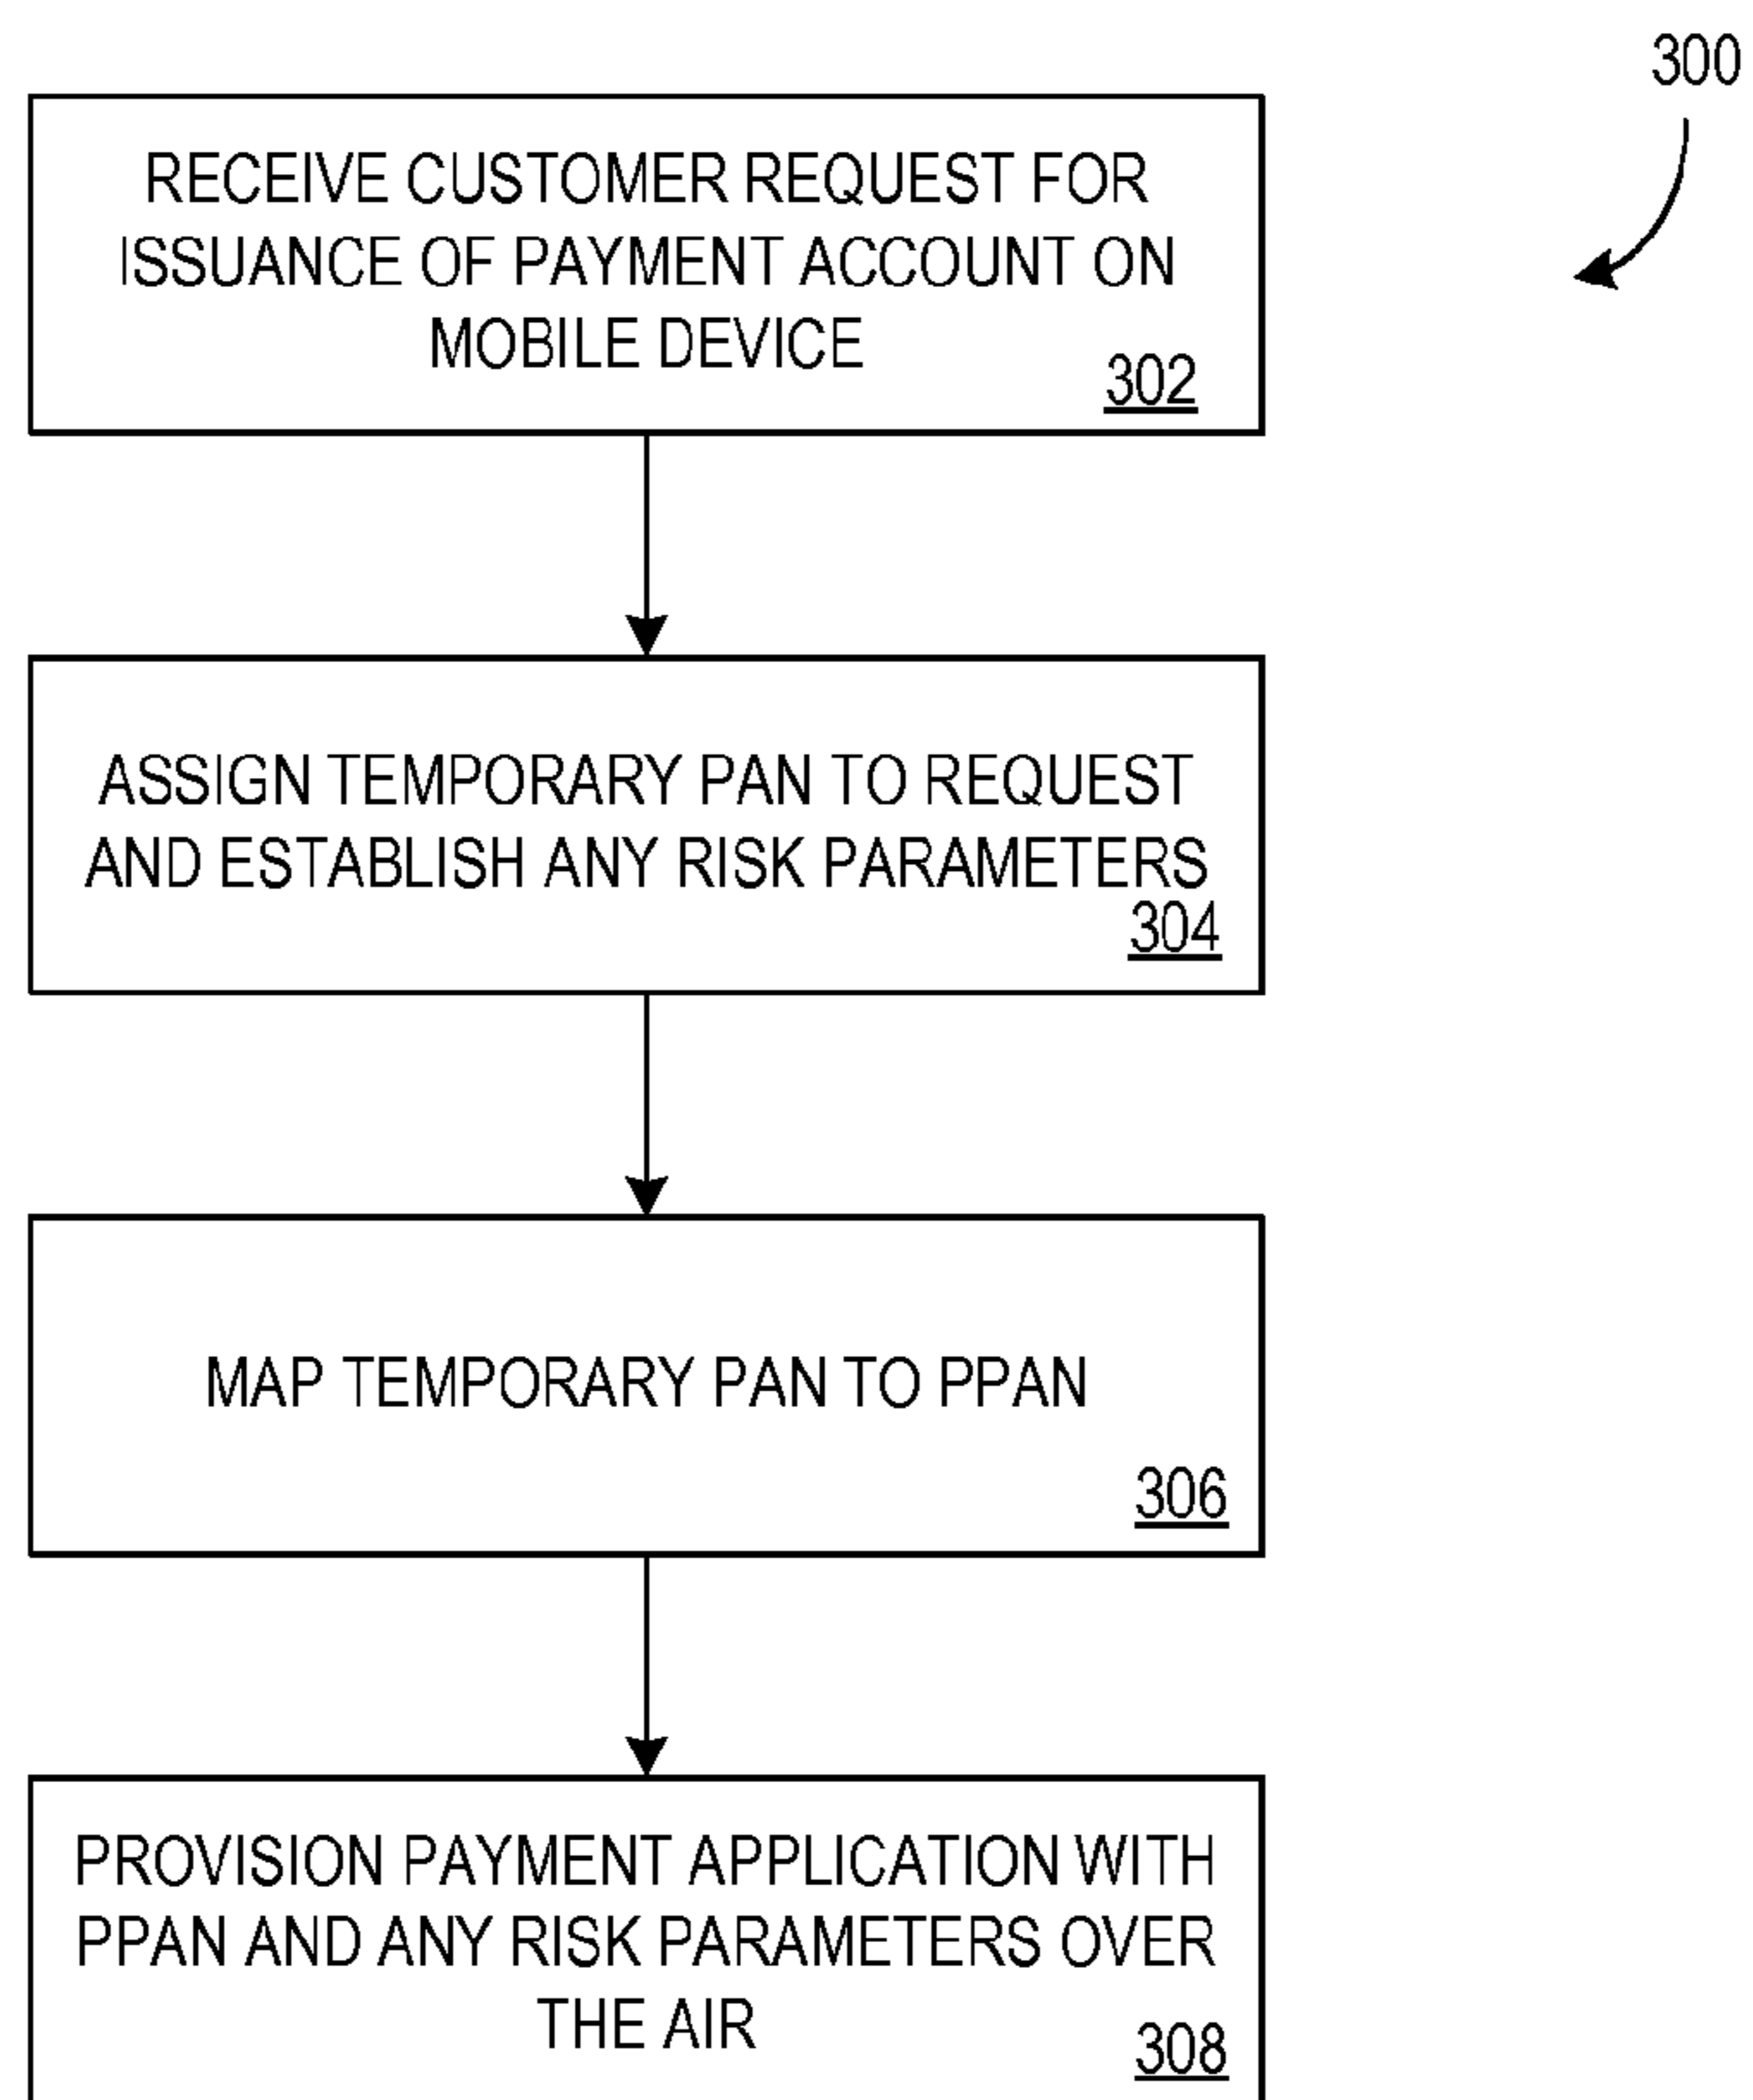 300
RECEIVE CUSTOMER REQUEST FOR
ISSUANCE OF PAYMENT ACCOUNT ON
MOBILE DEVICE
302
ASSIGN TEMPORARY PAN TO REQUEST
AND ESTABLISH ANY RISK PARAMETERS
304
MAP TEMPORARY PAN TO PPAN
306
PROVISION PAYMENT APPLICATION WITH
PPAN AND ANY RISK PARAMETERS OVER
THE AIR
308